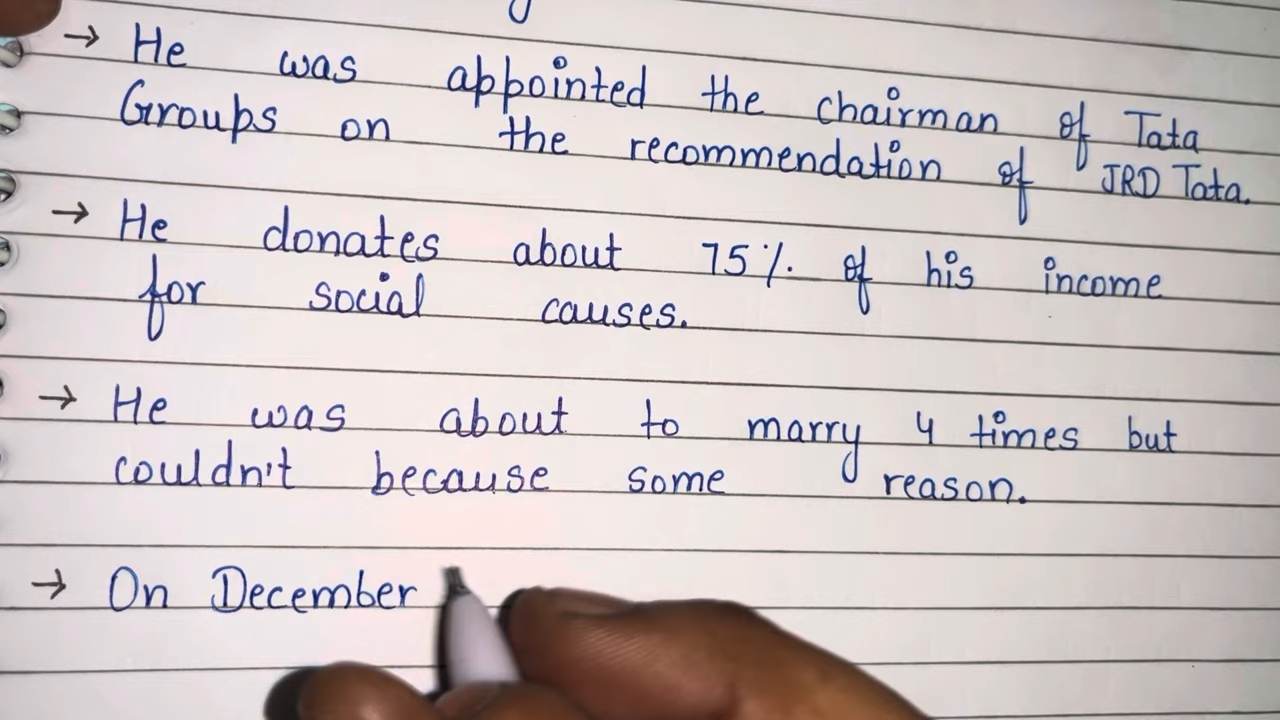 → He was appointed the chairman of Tata
Groups on the recommendation of JRD Tata.
→ He donates about 75% of his income
for social causes.
→ He was about to marry 4 times but
couldn't because some reason.
→ On December